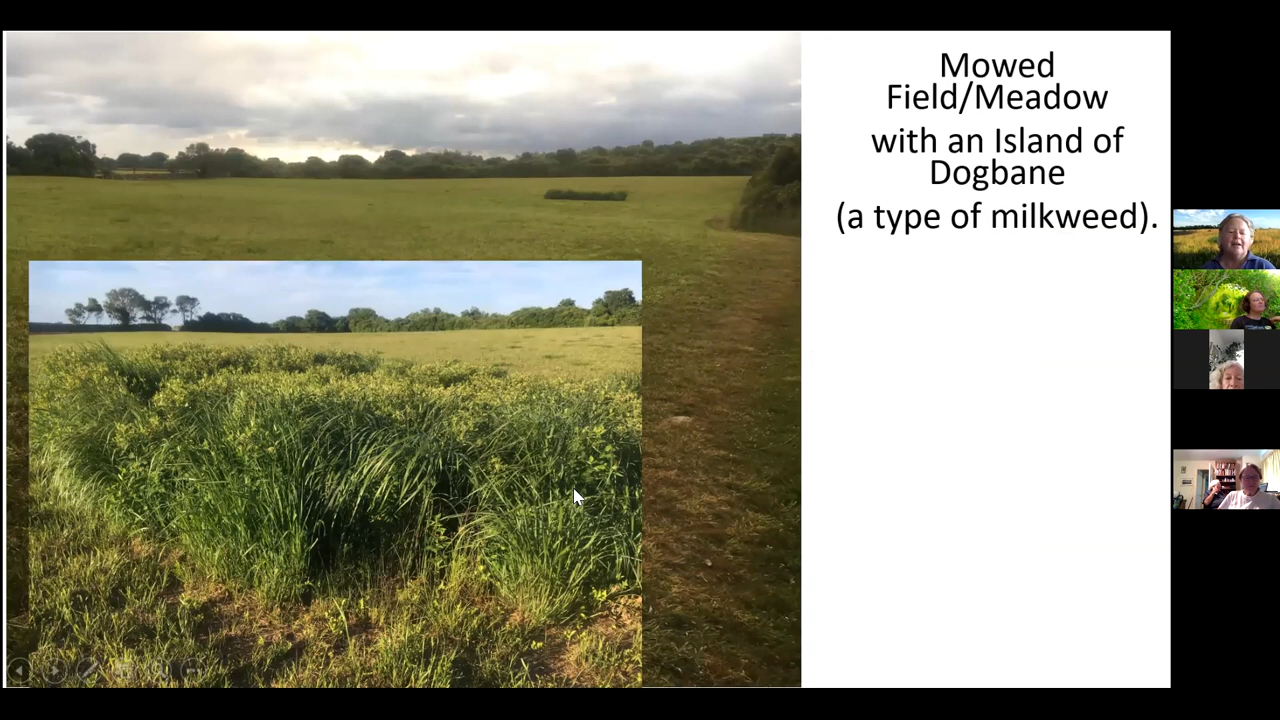 Mowed
Field/Meadow
with an Island of
Dogbane
(a type of milkweed).